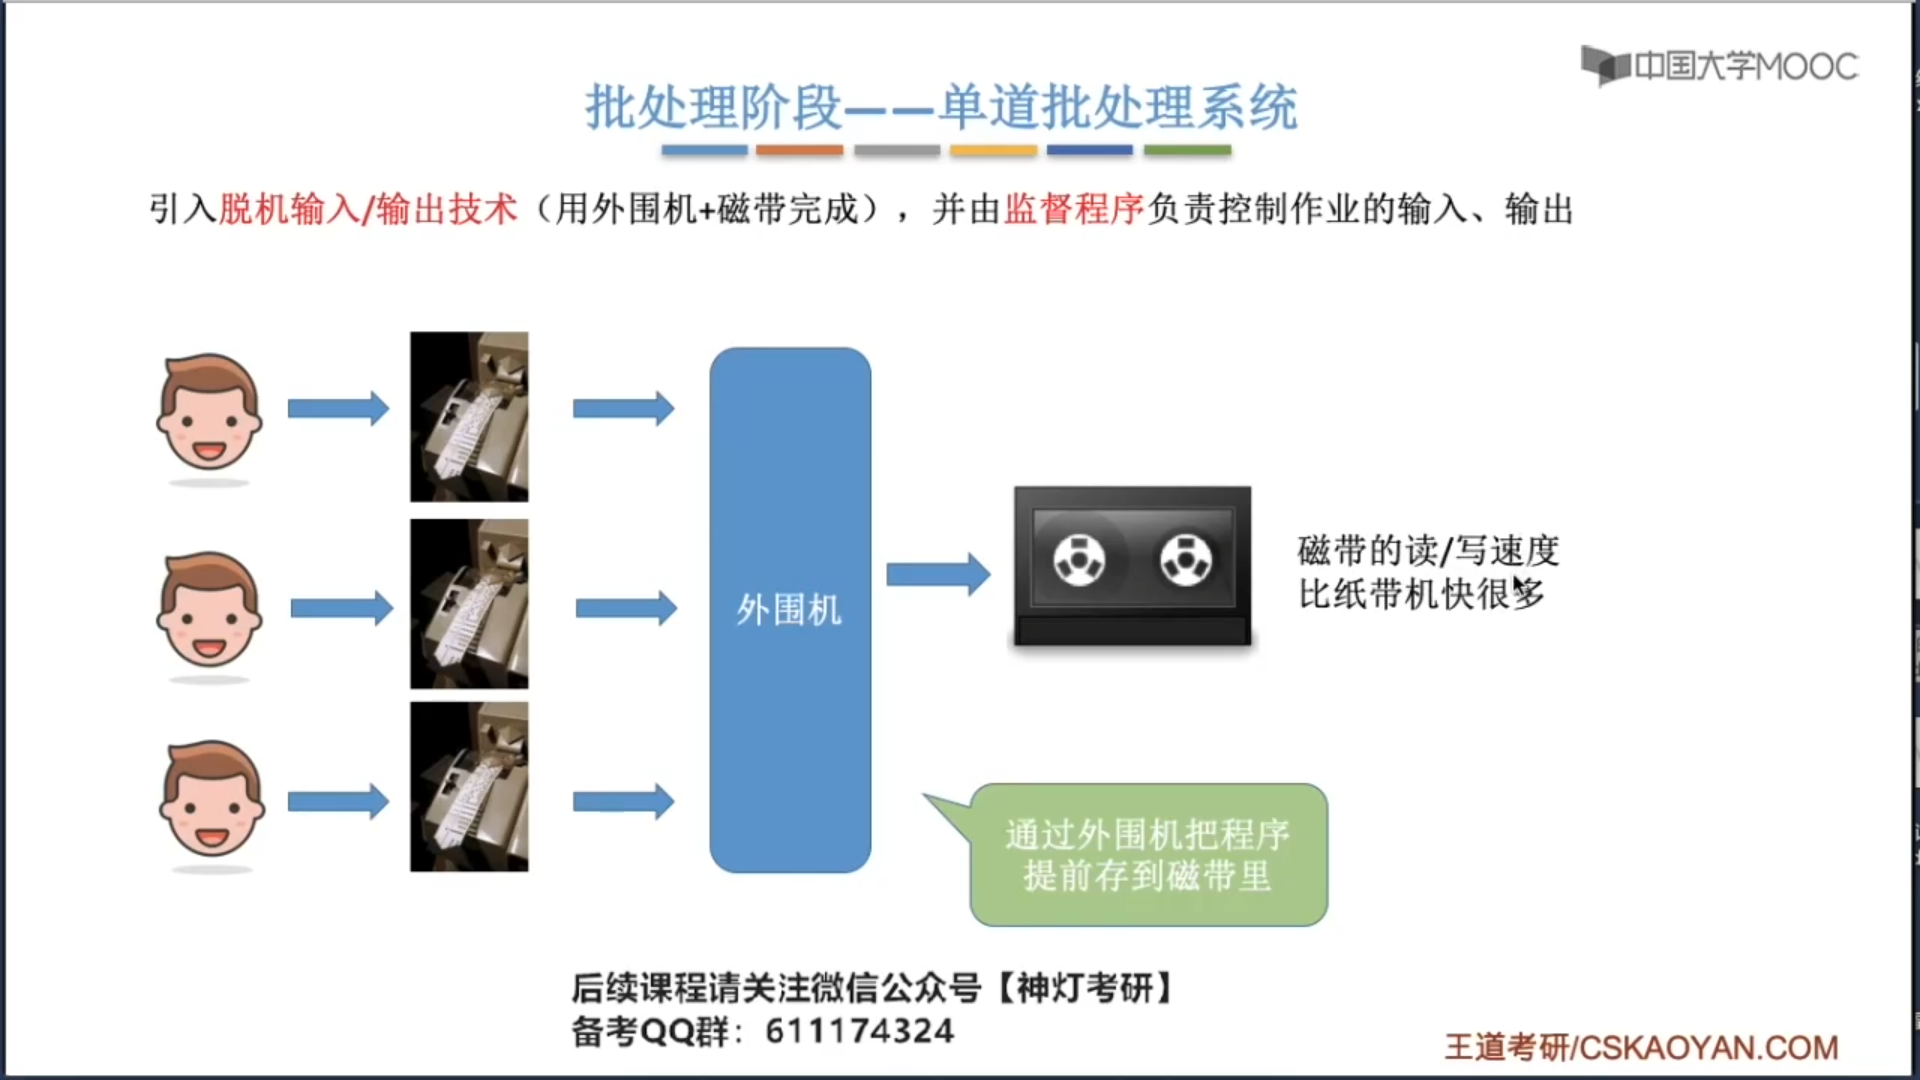 中国大学MOOC
批处理阶段——单道批处理系统
引入脱机输入/输出技术（用外围机+磁带完成），并由监督程序负责控制作业的输入、输出
外围机
磁带的读/写速度
比纸带机快很多
通过外围机把程序
提前存到磁带里
后续课程请关注微信公众号【神灯考研】
备考QQ群：611174324
王道考研/CSKAOYAN.COM